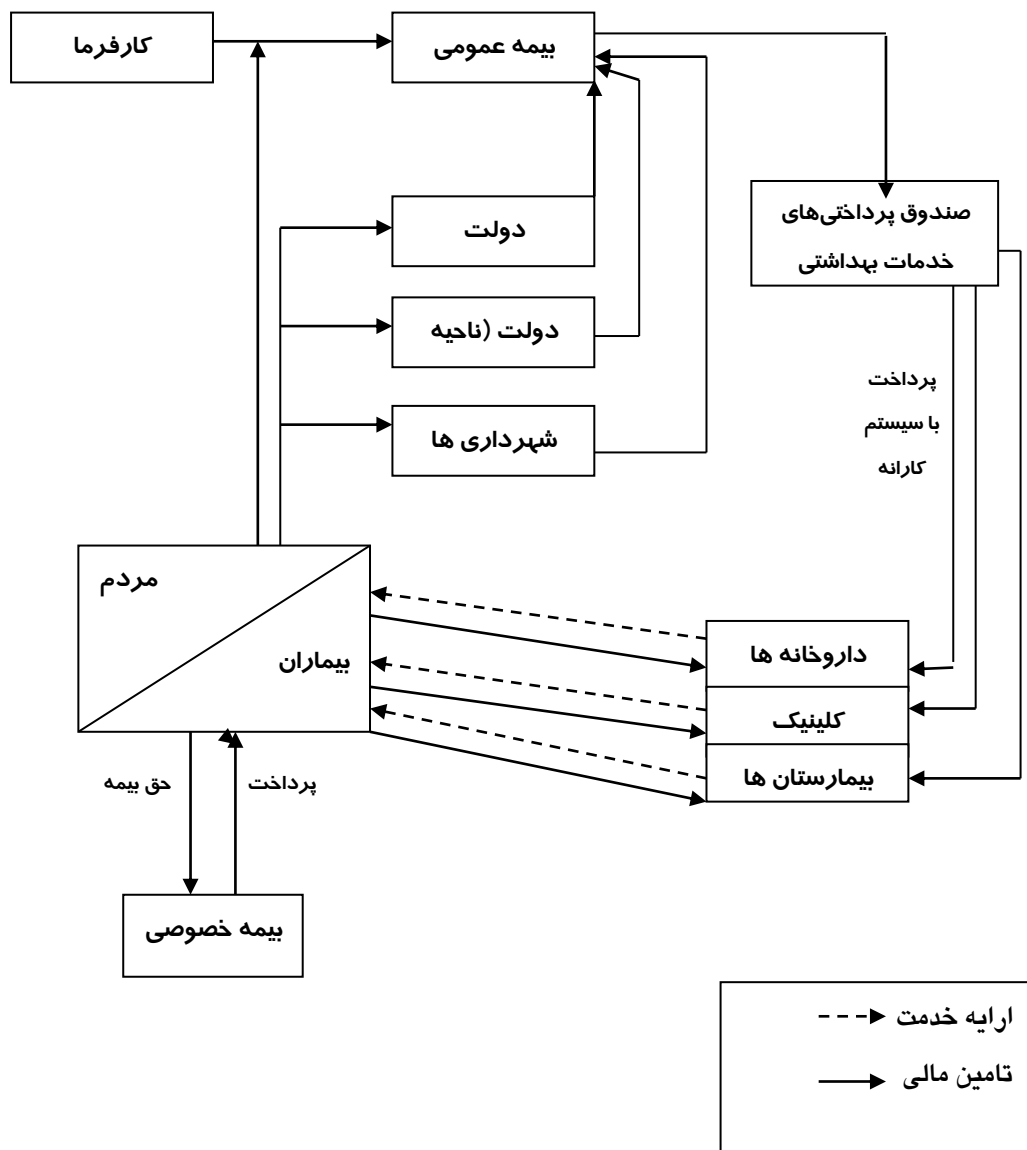 کارفرما
بیمه عمومی
صندوق پرداختی‌های
خدمات بهداشتی
دولت
دولت (ناحیه
شهرداری ها
پرداخت
با سیستم
کارانه
مردم
بیماران
داروخانه ها
کلینیک
بیمارستان ها
حق بیمه
پرداخت
بیمه خصوصی
ارایه خدمت
تامین مالی